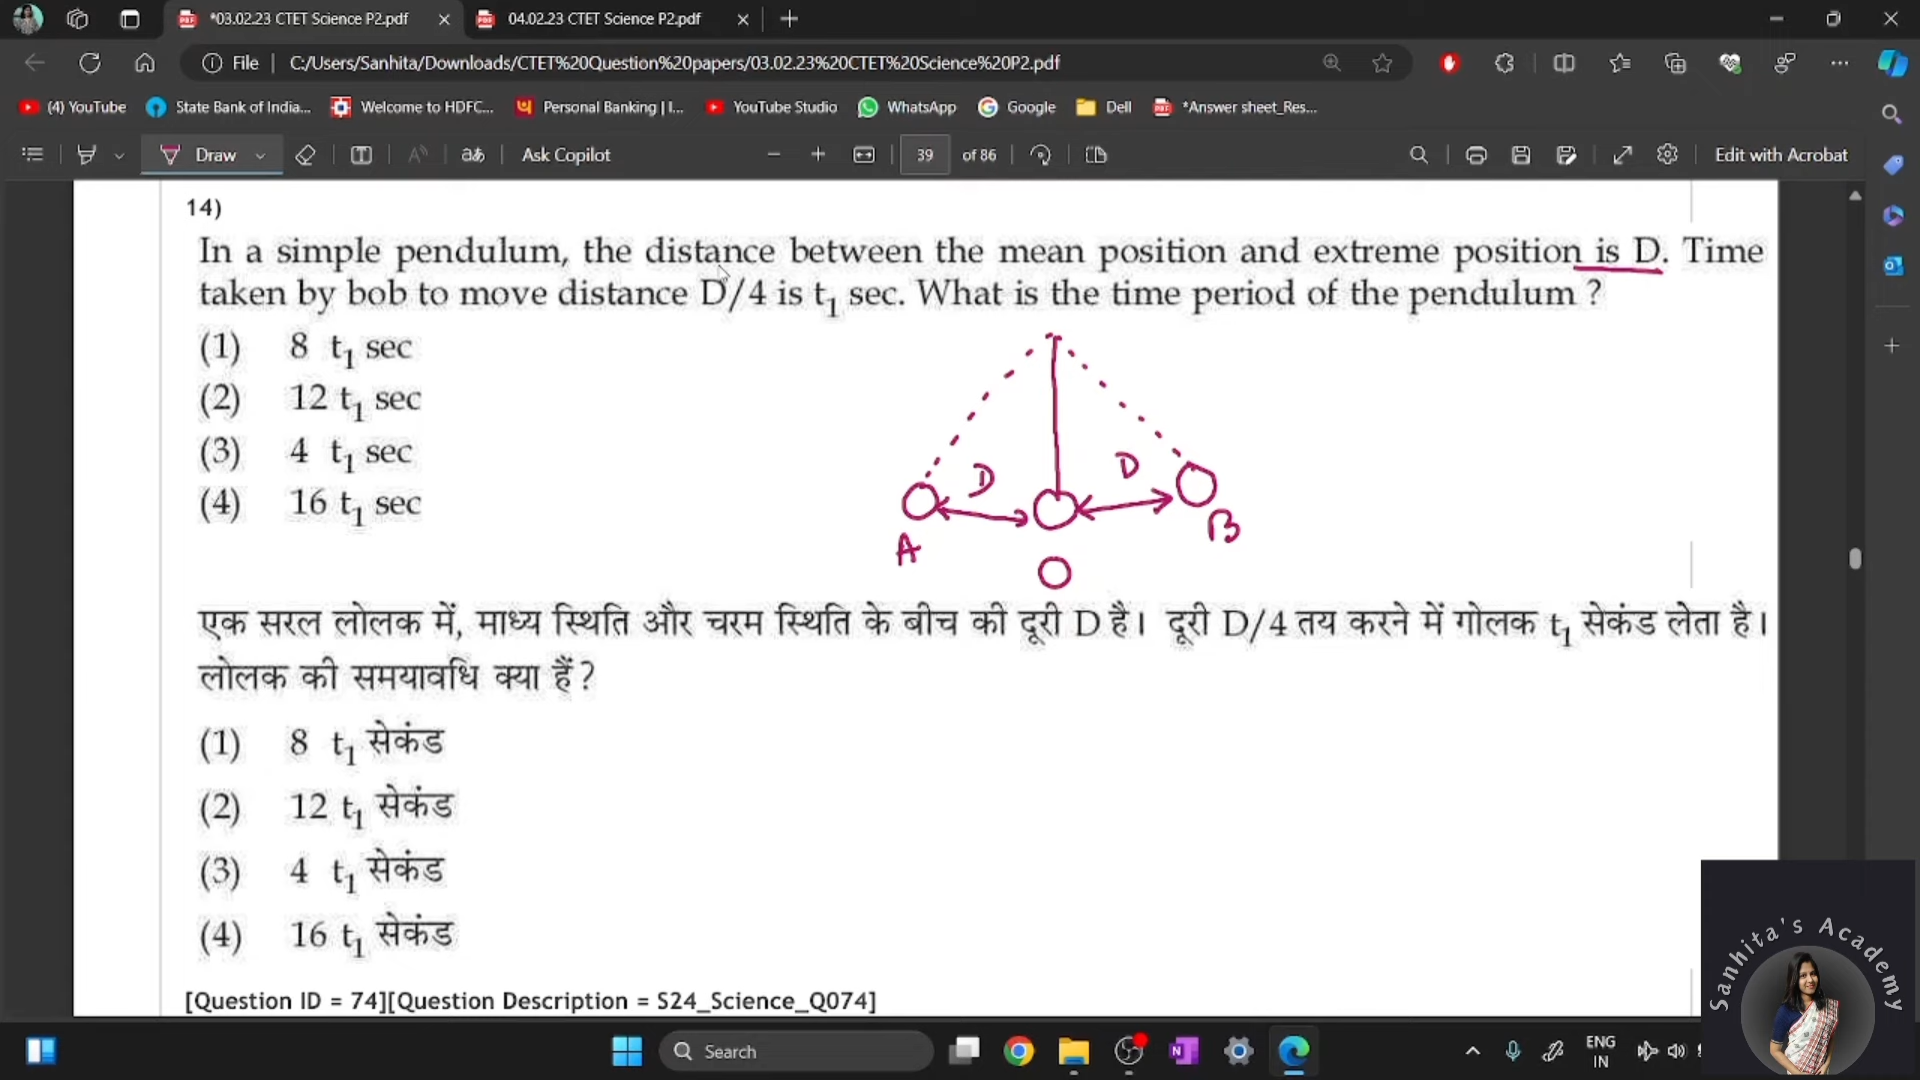 *03.02.23 CTET Science P2.pdf
04.02.23 CTET Science P2.pdf
File
C:/Users/Sanhita/Downloads/CTET%20Question%20papers/03.02.23%20CTET%20Science%20P2.pdf
(4) YouTube
State Bank of India...
Welcome to HDFC...
Personal Banking | I...
YouTube Studio
WhatsApp
Google
Dell
*Answer sheet_Res...
Draw
Ask Copilot
39
of 86
Edit with Acrobat
14)
In a simple pendulum, the distance between the mean position and extreme position is D. Time
taken by bob to move distance D/4 is t1 sec. What is the time period of the pendulum ?
(1) 8 t1 sec
(2) 12 t1 sec
(3) 4 t1 sec
(4) 16 t1 sec
D
D
A
B
O
एक सरल लोलक में, माध्य स्थिति और चरम स्थिति के बीच की दूरी D है। दूरी D/4 तय करने में गोलक t1 सेकंड लेता है।
लोलक की समयावधि क्या हैं?
(1) 8 t1 सेकंड
(2) 12 t1 सेकंड
(3) 4 t1 सेकंड
(4) 16 t1 सेकंड
[Question ID = 74][Question Description = S24_Science_Q074]
Sanhita's Academy
Search
ENG
IN